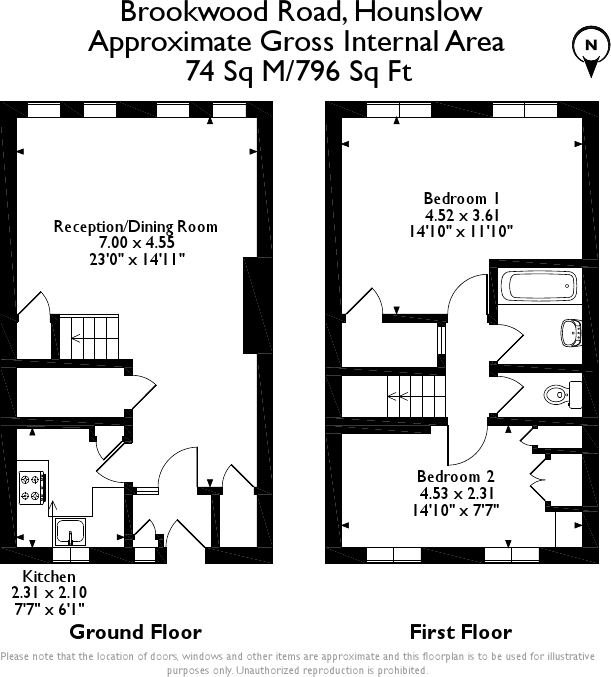 Brookwood Road, Hounslow
Approximate Gross Internal Area
74 Sq M/796 Sq Ft
N
Reception/Dining Room
7.00 x 4.55
23'0" x 14'11"
Bedroom 1
4.52 x 3.61
14'10" x 11'10"
Bedroom 2
4.53 x 2.31
14'10" x 7'7"
Kitchen
2.31 x 2.10
7'7" x 6'1"
Ground Floor
First Floor
Please note that the location of doors, windows and other items are approximate and this floorplan is to be used for illustrative
purposes only. Unauthorized reproduction is prohibited.